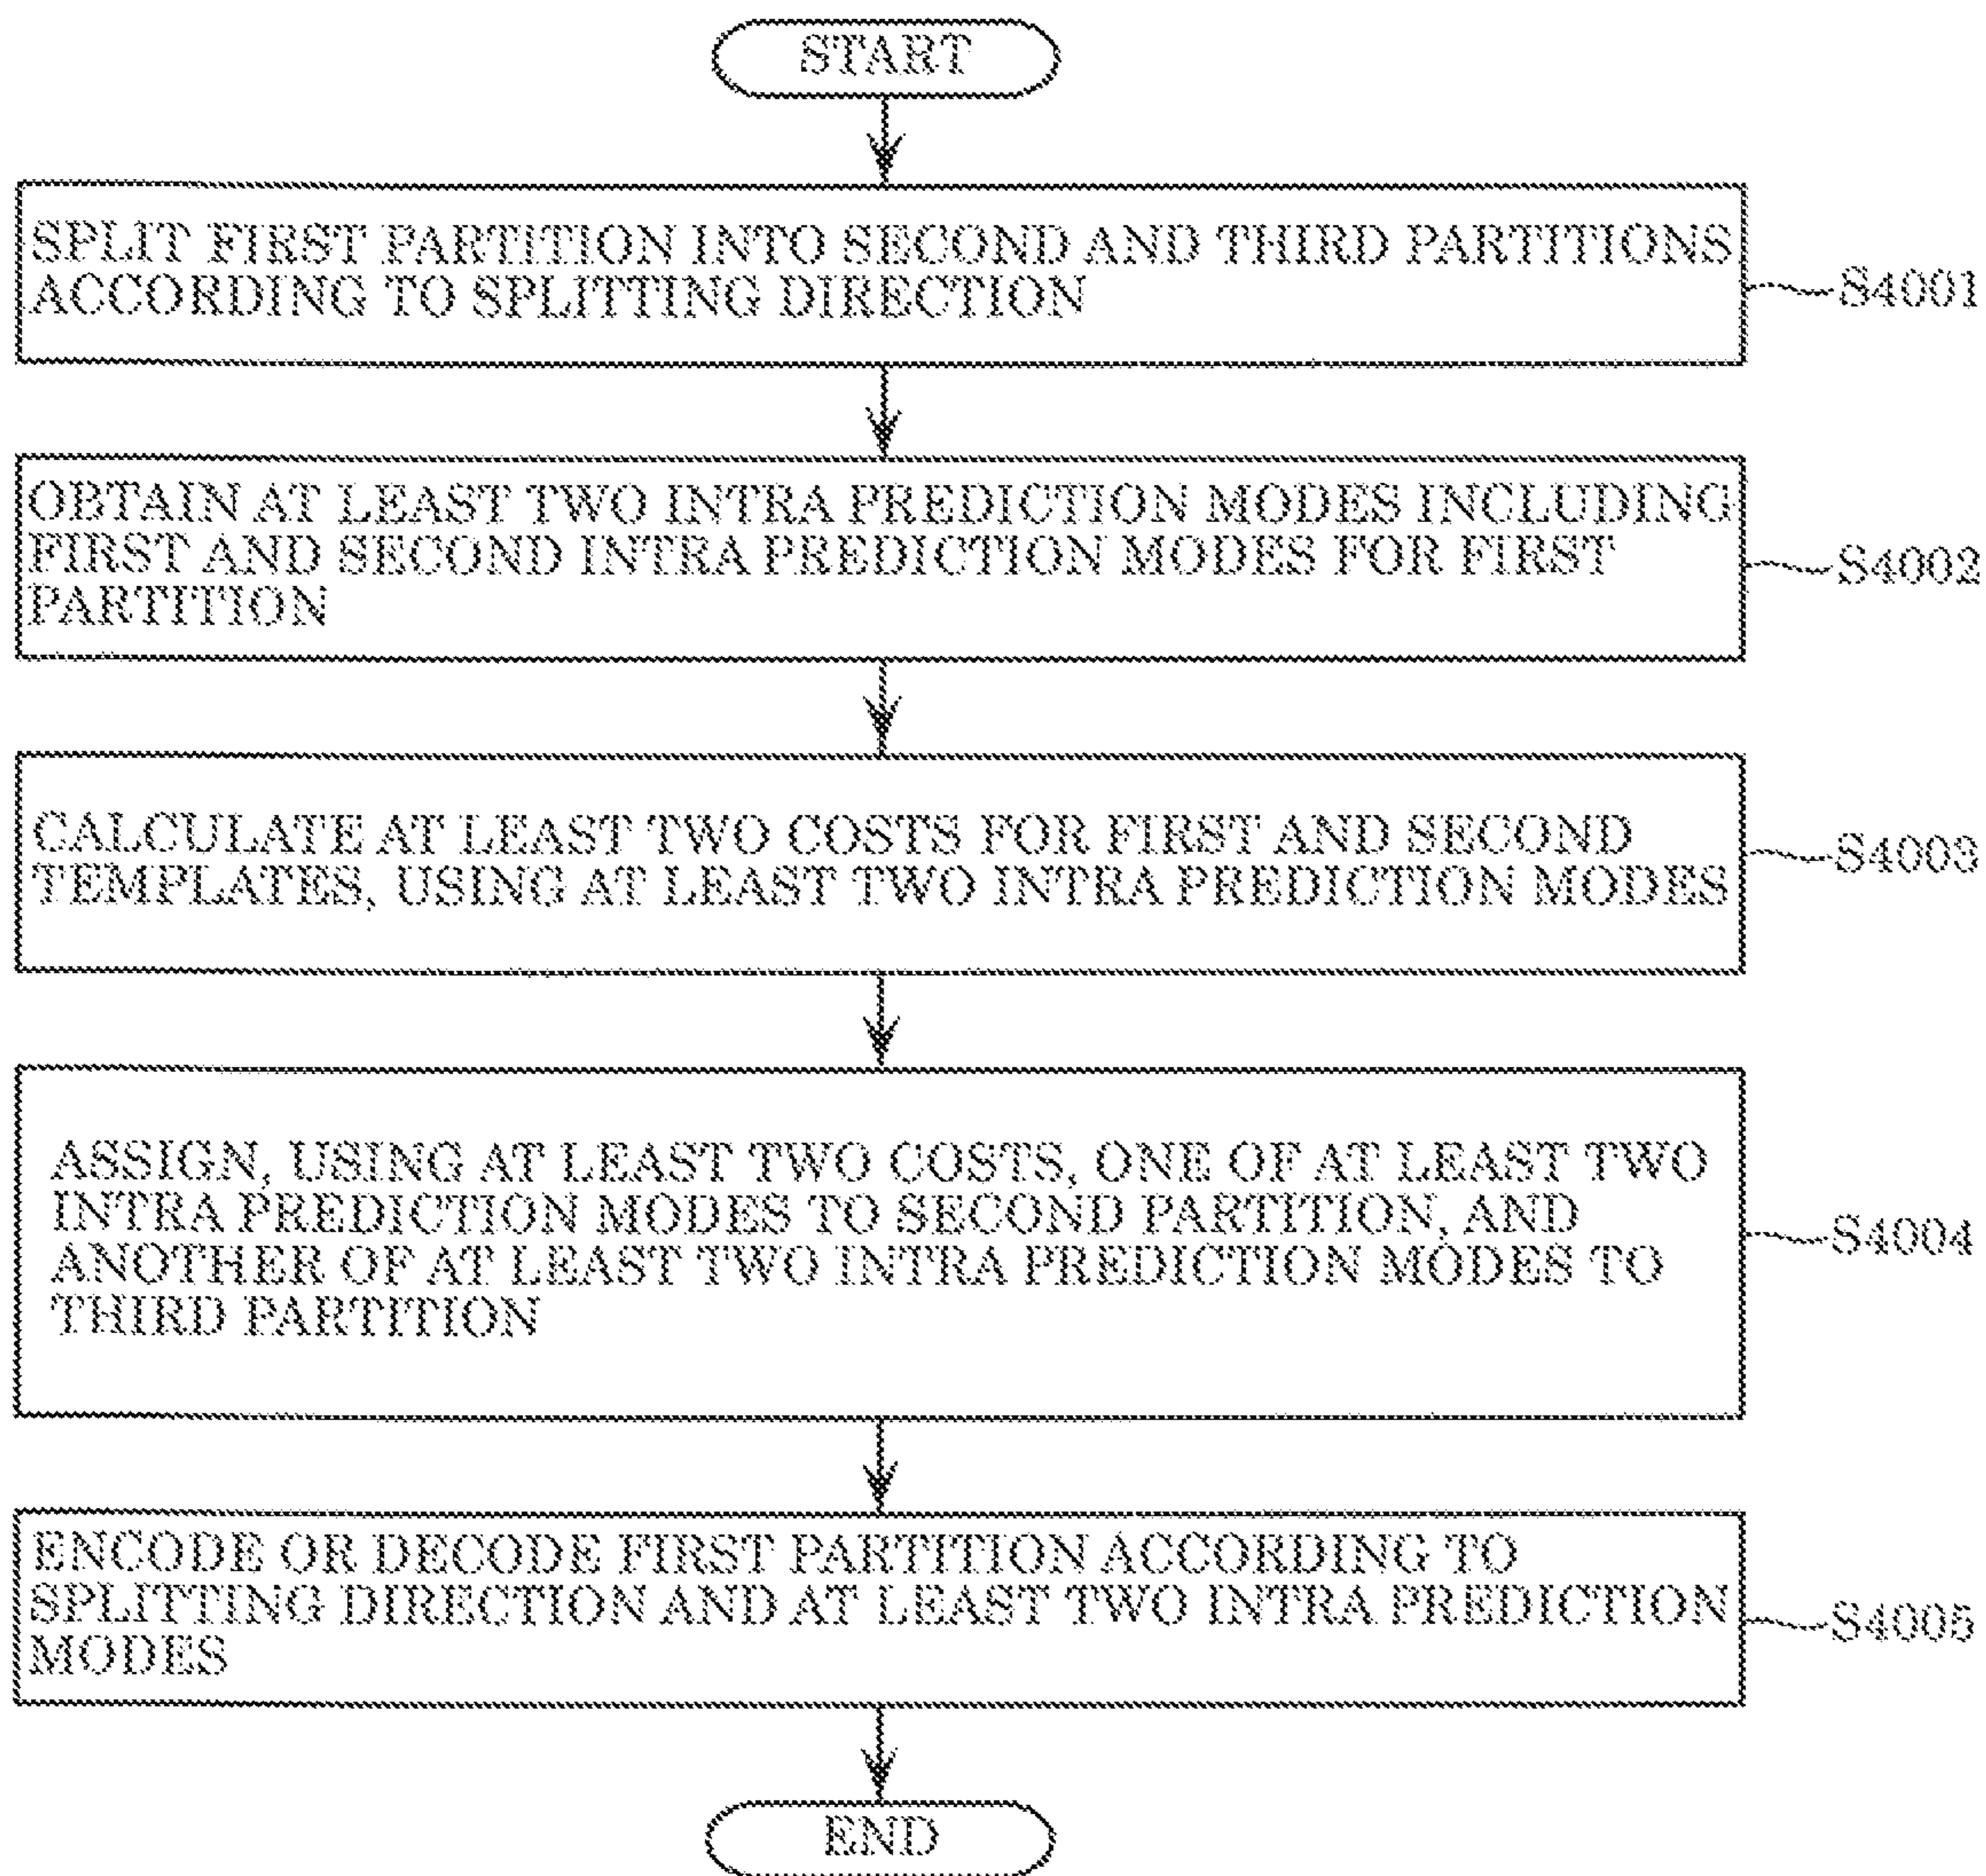 START
SPLIT FIRST PARTITION INTO SECOND AND THIRD PARTITIONS
ACCORDING TO SPLITTING DIRECTION
S4001
OBTAIN AT LEAST TWO INTRA PREDICTION MODES INCLUDING
FIRST AND SECOND INTRA PREDICTION MODES FOR FIRST
PARTITION
S4002
CALCULATE AT LEAST TWO COSTS FOR FIRST AND SECOND
TEMPLATES, USING AT LEAST TWO INTRA PREDICTION MODES
S4003
ASSIGN, USING AT LEAST TWO COSTS, ONE OF AT LEAST TWO
INTRA PREDICTION MODES TO SECOND PARTITION, AND
ANOTHER OF AT LEAST TWO INTRA PREDICTION MODES TO
THIRD PARTITION
S4004
ENCODE OR DECODE FIRST PARTITION ACCORDING TO
SPLITTING DIRECTION AND AT LEAST TWO INTRA PREDICTION
MODES
S4005
END